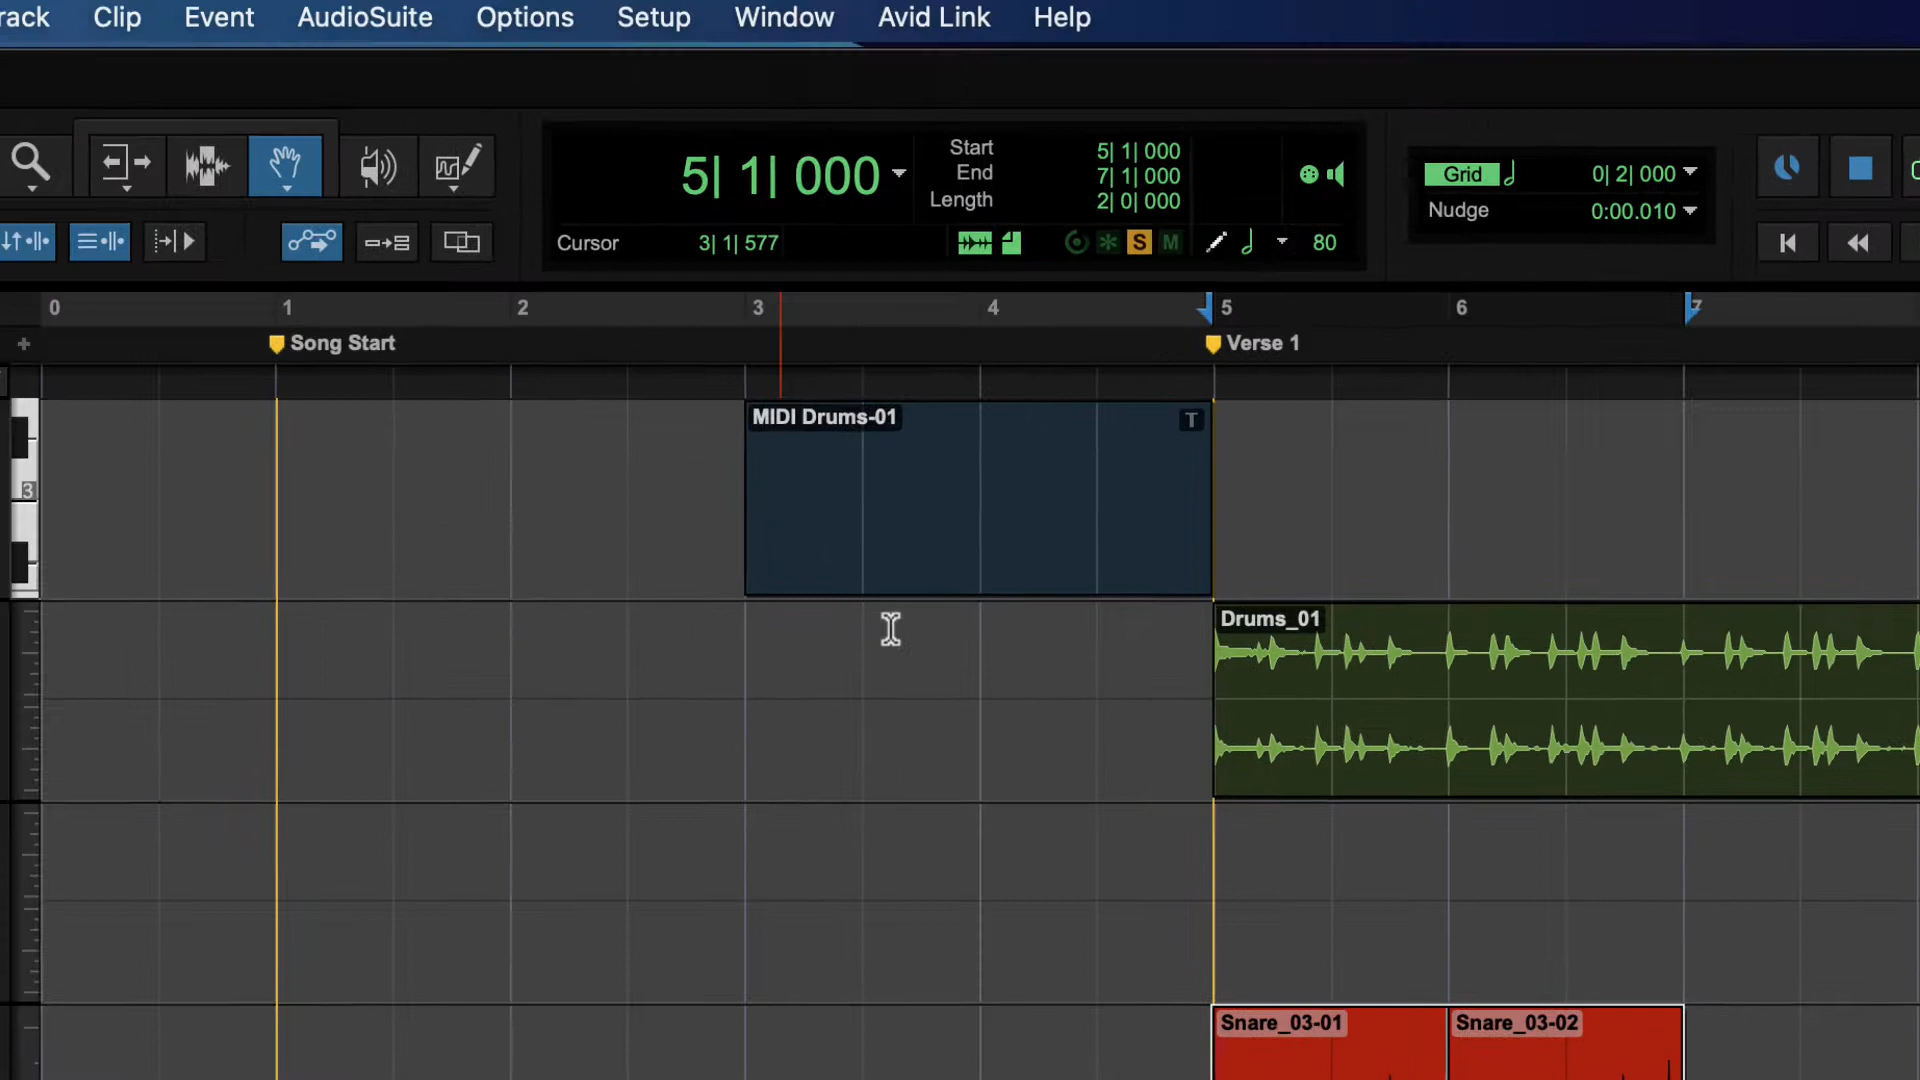 rack Clip Event AudioSuite Options Setup Window Avid Link Help
5| 1| 000
Start 5| 1| 000
End 7| 1| 000
Length 2| 0| 000
Cursor 3| 1| 577
S M
80
Grid 0| 2| 000
Nudge 0:00.010
0 1 2 3 4 5 6 7
+ Song Start Verse 1
MIDI Drums-01 T
3
Drums_01
Snare_03-01 Snare_03-02